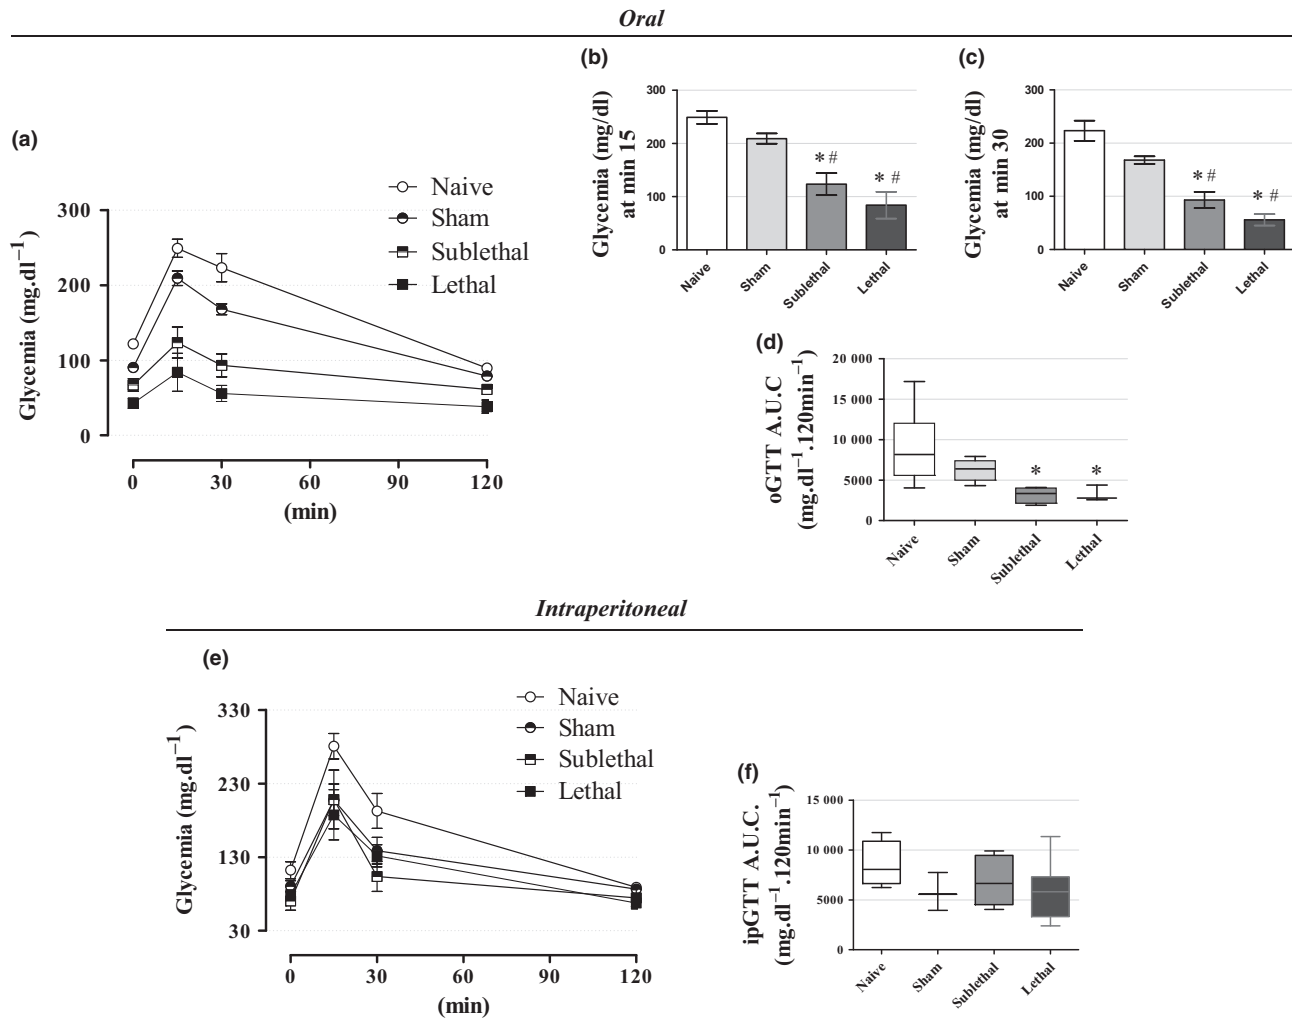 Oral
(a)
Glycemia (mg.dl−1)
300
200
100
0
0 30 60 90 120
(min)
Naive
Sham
Sublethal
Lethal
(b)
Glycemia (mg/dl)
at min 15
300
200
100
0
* #
* #
Naive Sham Sublethal Lethal
(c)
Glycemia (mg/dl)
at min 30
300
200
100
0
* #
* #
Naive Sham Sublethal Lethal
(d)
oGTT A.U.C
(mg.dl−1.120min−1)
20 000
15 000
10 000
5000
0
* *
Naive Sham Sublethal Lethal
Intraperitoneal
(e)
Glycemia (mg.dl−1)
330
230
130
30
0 30 60 90 120
(min)
Naive
Sham
Sublethal
Lethal
(f)
ipGTT A.U.C.
(mg.dl−1.120min−1)
15 000
10 000
5000
0
Naive Sham Sublethal Lethal